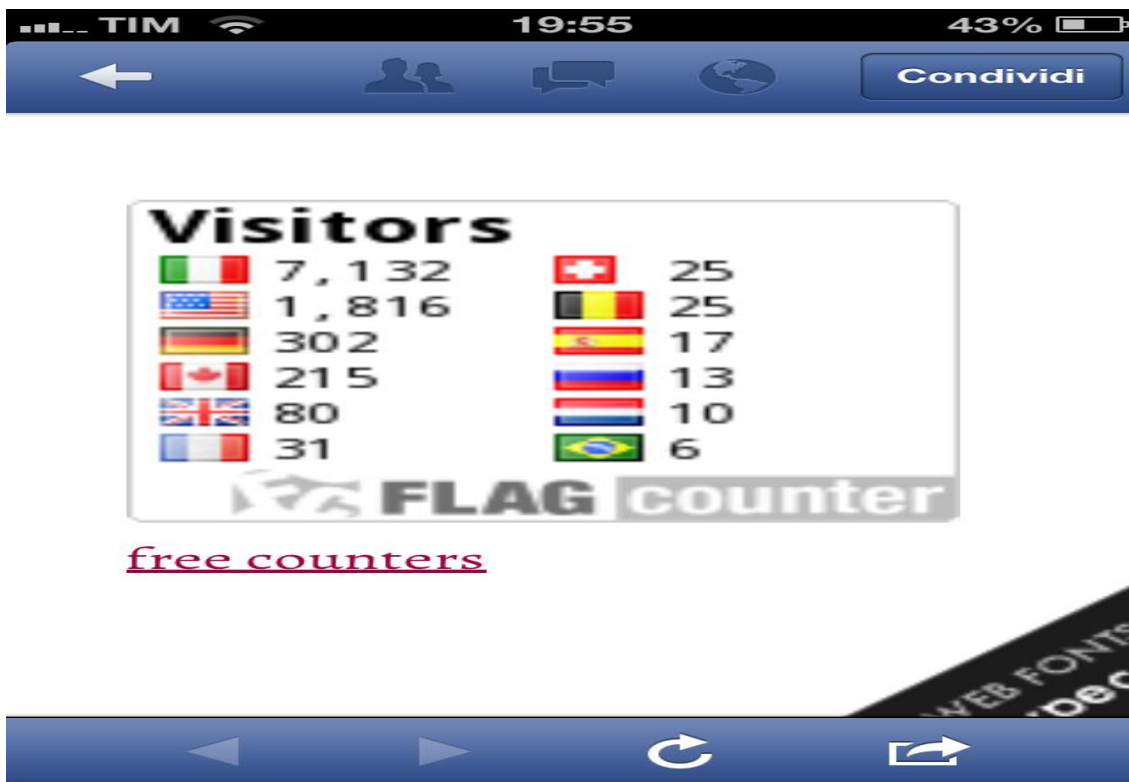 TIM 19:55 43%
Condividi
Visitors
7,132 25
1,816 25
302 17
215 13
80 10
31 6
FLAG counter
free counters
WEB FONTS